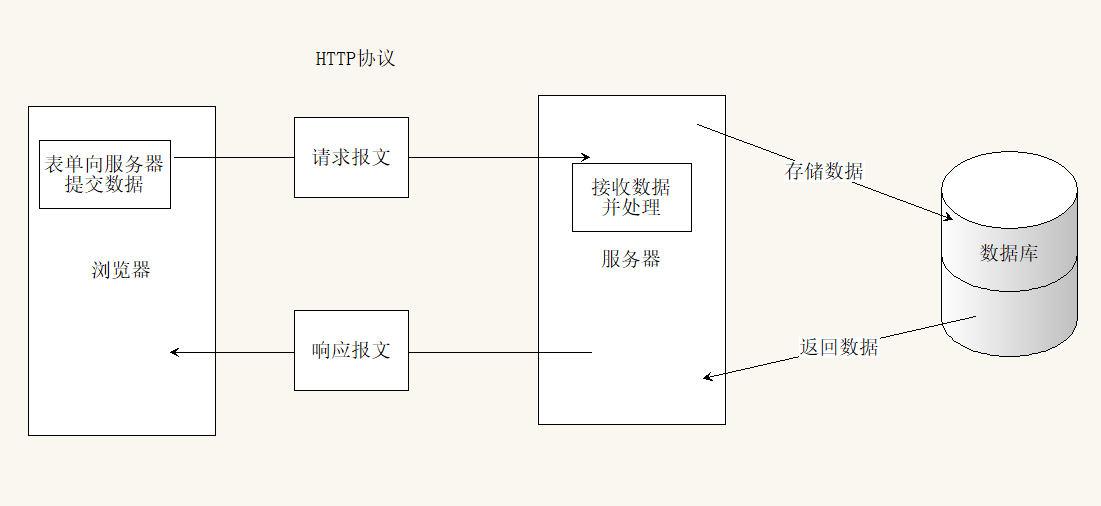 HTTP协议
表单向服务器
提交数据
请求报文
接收数据
并处理
存储数据
浏览器
服务器
数据库
响应报文
返回数据